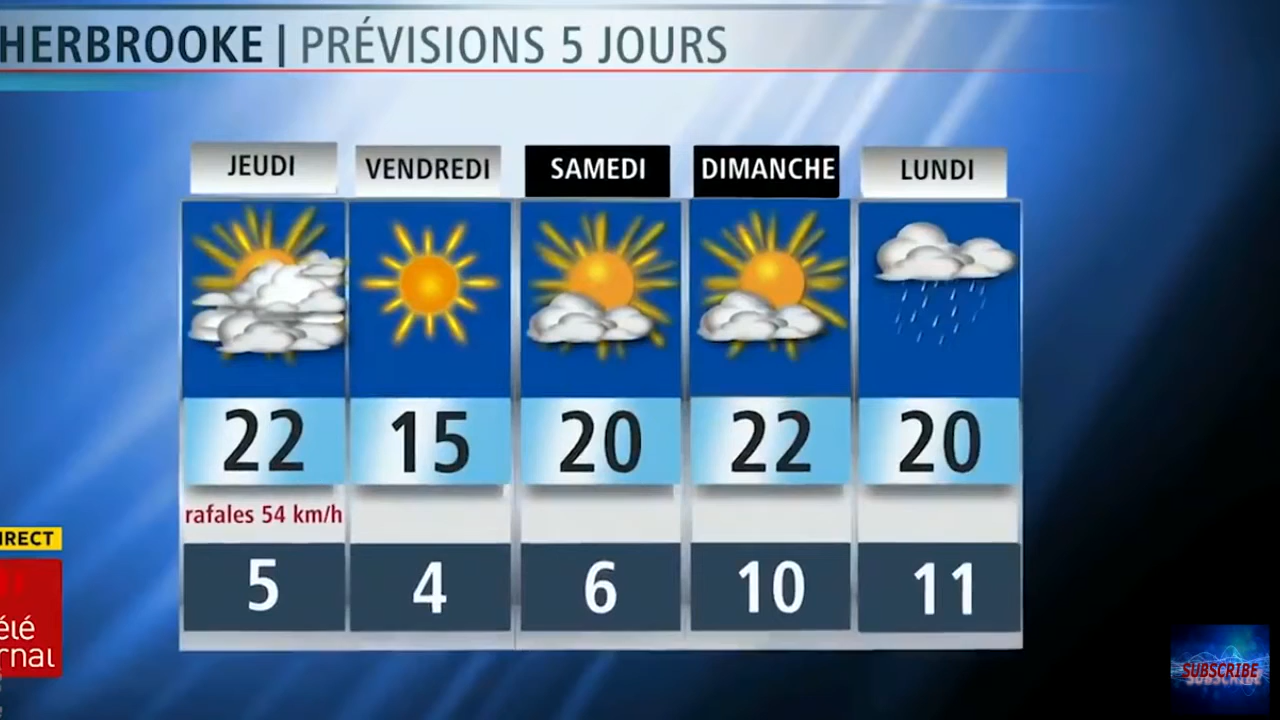 HERBROOKE | PRÉVISIONS 5 JOURS
JEUDI VENDREDI SAMEDI DIMANCHE LUNDI
22 15 20 22 20
rafales 54 km/h
5 4 6 10 11
IRECT
élé
rnal
SUBSCRIBE